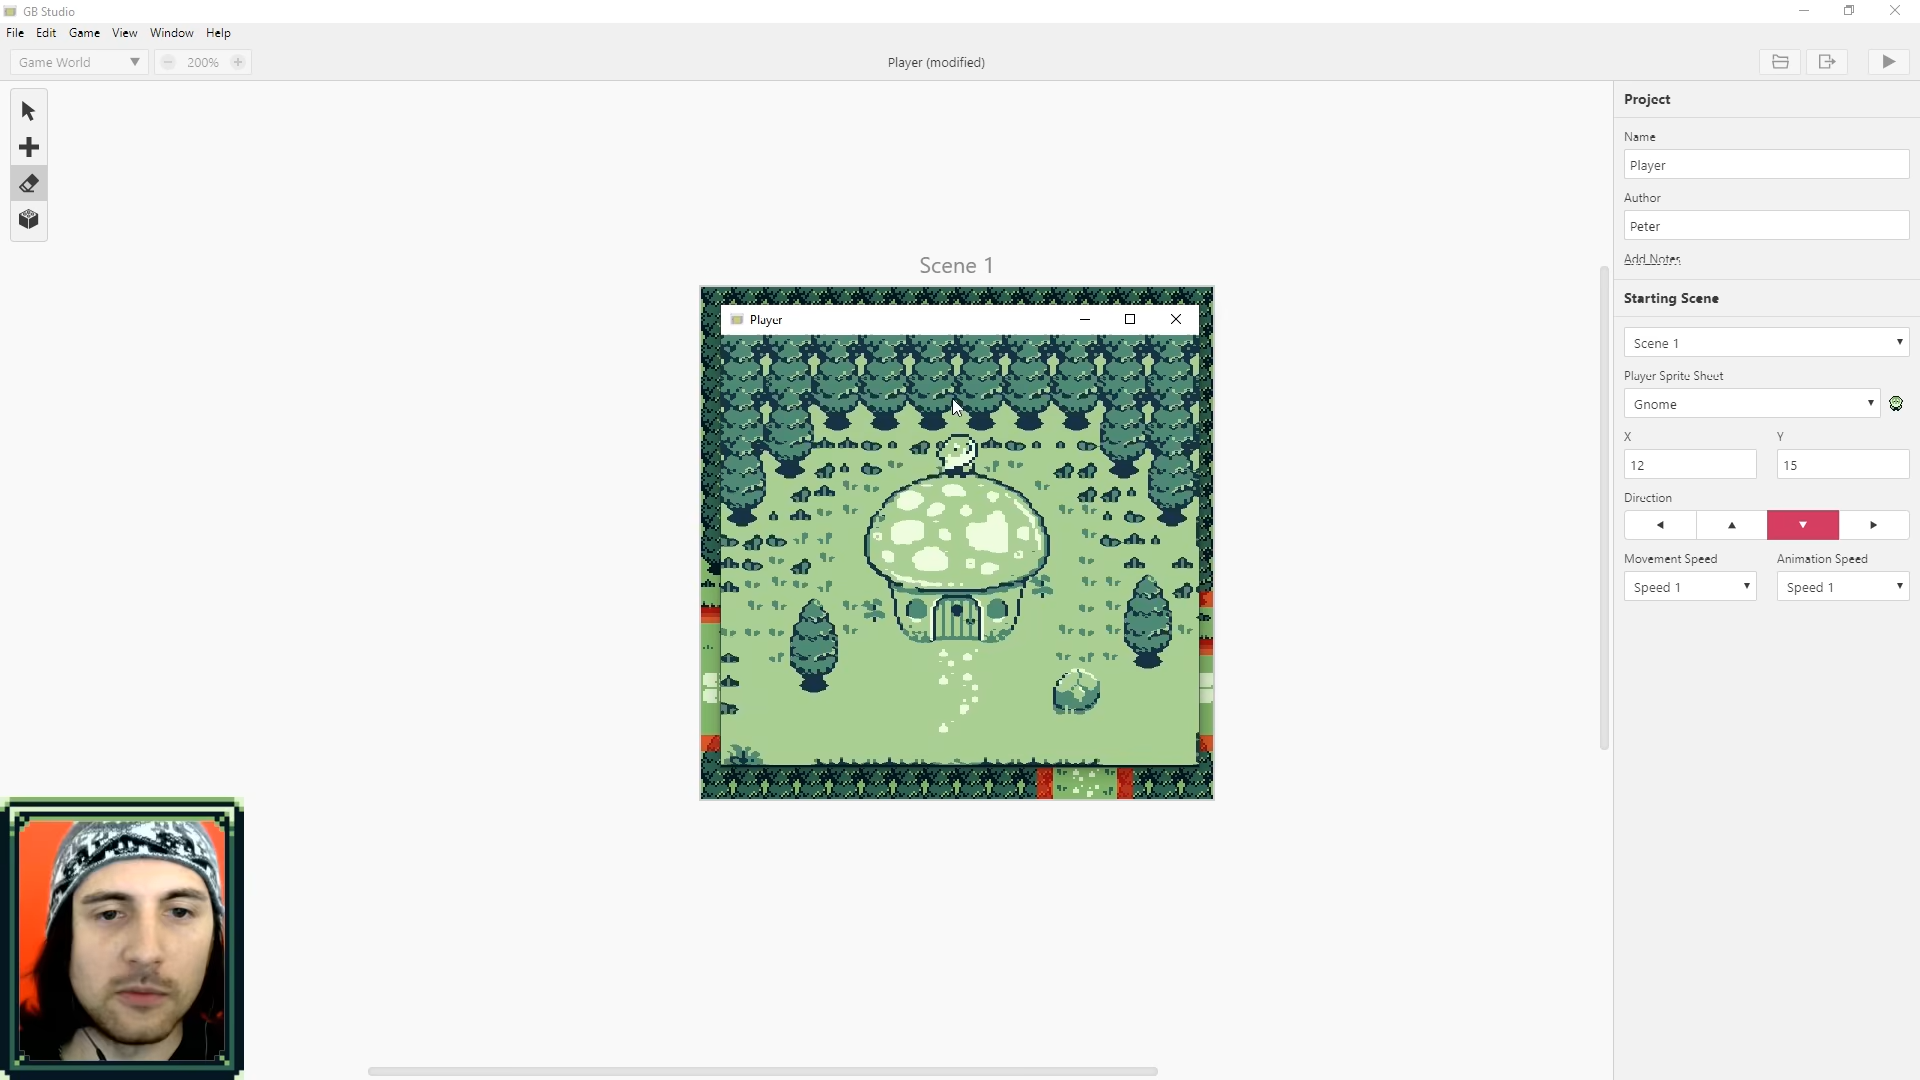 GB Studio
File Edit Game View Window Help
Game World 200% Player (modified)
Project
Name
Player
Author
Peter
Add Notes
Starting Scene
Scene 1
Player Sprite Sheet
Gnome
X Y
12 15
Direction
Movement Speed Animation Speed
Speed 1 Speed 1
Scene 1
Player